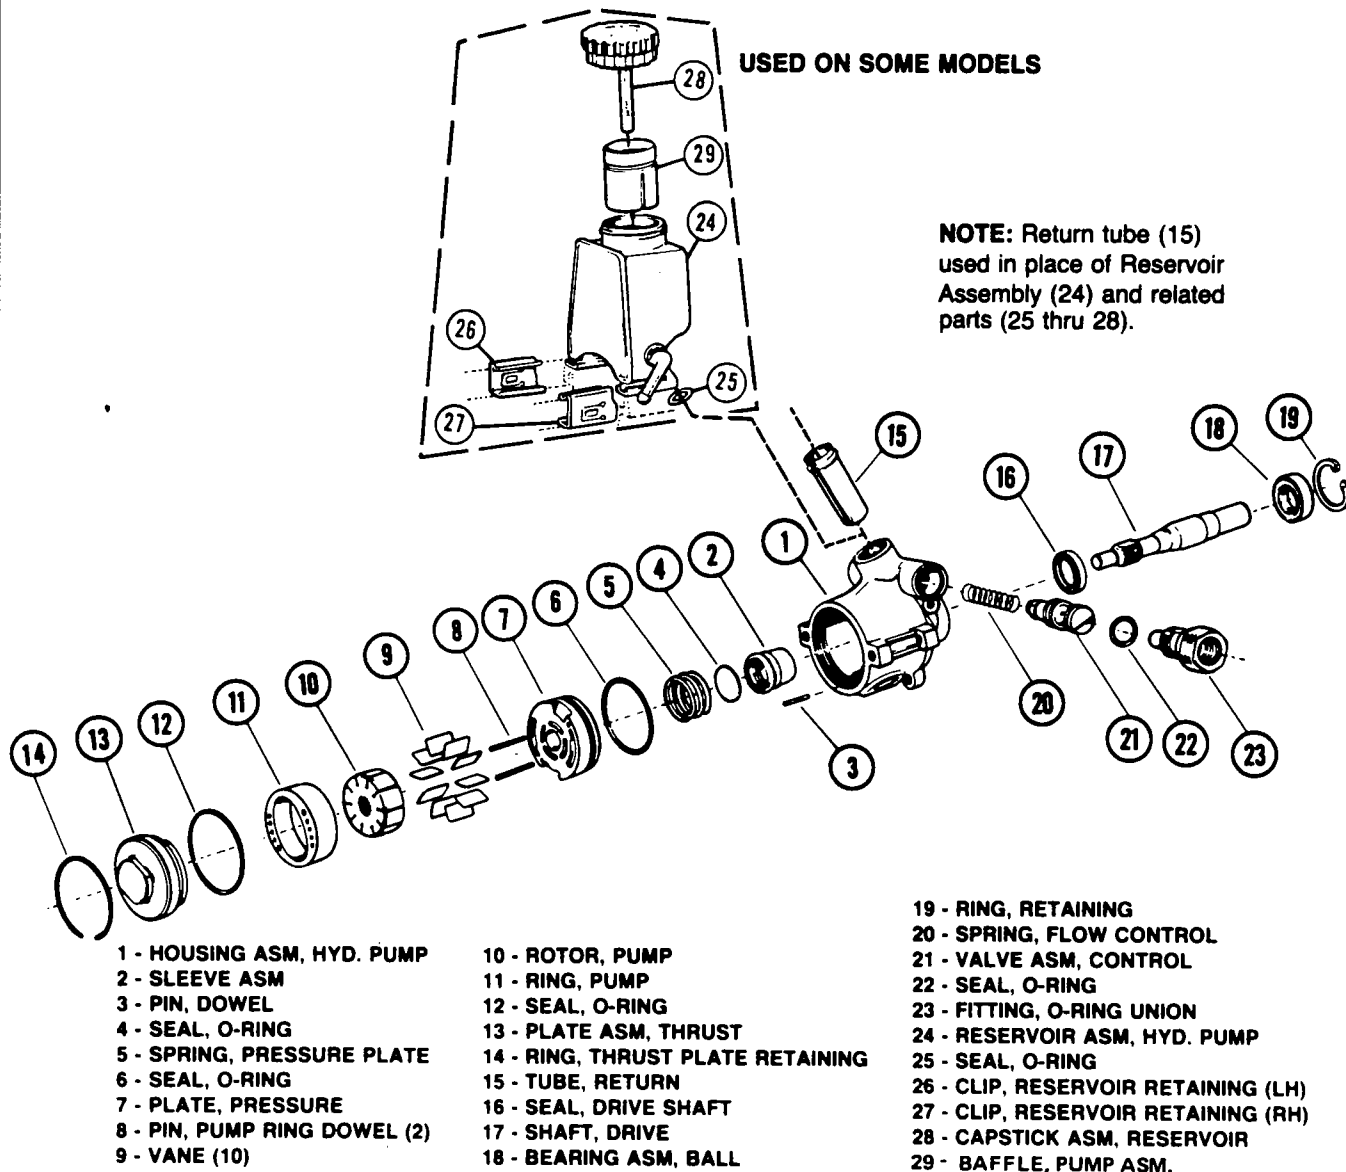 USED ON SOME MODELS
28
29
24
NOTE: Return tube (15)
used in place of Reservoir
Assembly (24) and related
parts (25 thru 28).
26
25
27
15
19
18
17
16
1
2
4
5
6
7
8
9
10
11
12
13
14
3
20
21
22
23
1 - HOUSING ASM, HYD. PUMP
2 - SLEEVE ASM
3 - PIN, DOWEL
4 - SEAL, O-RING
5 - SPRING, PRESSURE PLATE
6 - SEAL, O-RING
7 - PLATE, PRESSURE
8 - PIN, PUMP RING DOWEL (2)
9 - VANE (10)
10 - ROTOR, PUMP
11 - RING, PUMP
12 - SEAL, O-RING
13 - PLATE ASM, THRUST
14 - RING, THRUST PLATE RETAINING
15 - TUBE, RETURN
16 - SEAL, DRIVE SHAFT
17 - SHAFT, DRIVE
18 - BEARING ASM, BALL
19 - RING, RETAINING
20 - SPRING, FLOW CONTROL
21 - VALVE ASM, CONTROL
22 - SEAL, O-RING
23 - FITTING, O-RING UNION
24 - RESERVOIR ASM, HYD. PUMP
25 - SEAL, O-RING
26 - CLIP, RESERVOIR RETAINING (LH)
27 - CLIP, RESERVOIR RETAINING (RH)
28 - CAPSTICK ASM, RESERVOIR
29 - BAFFLE, PUMP ASM.